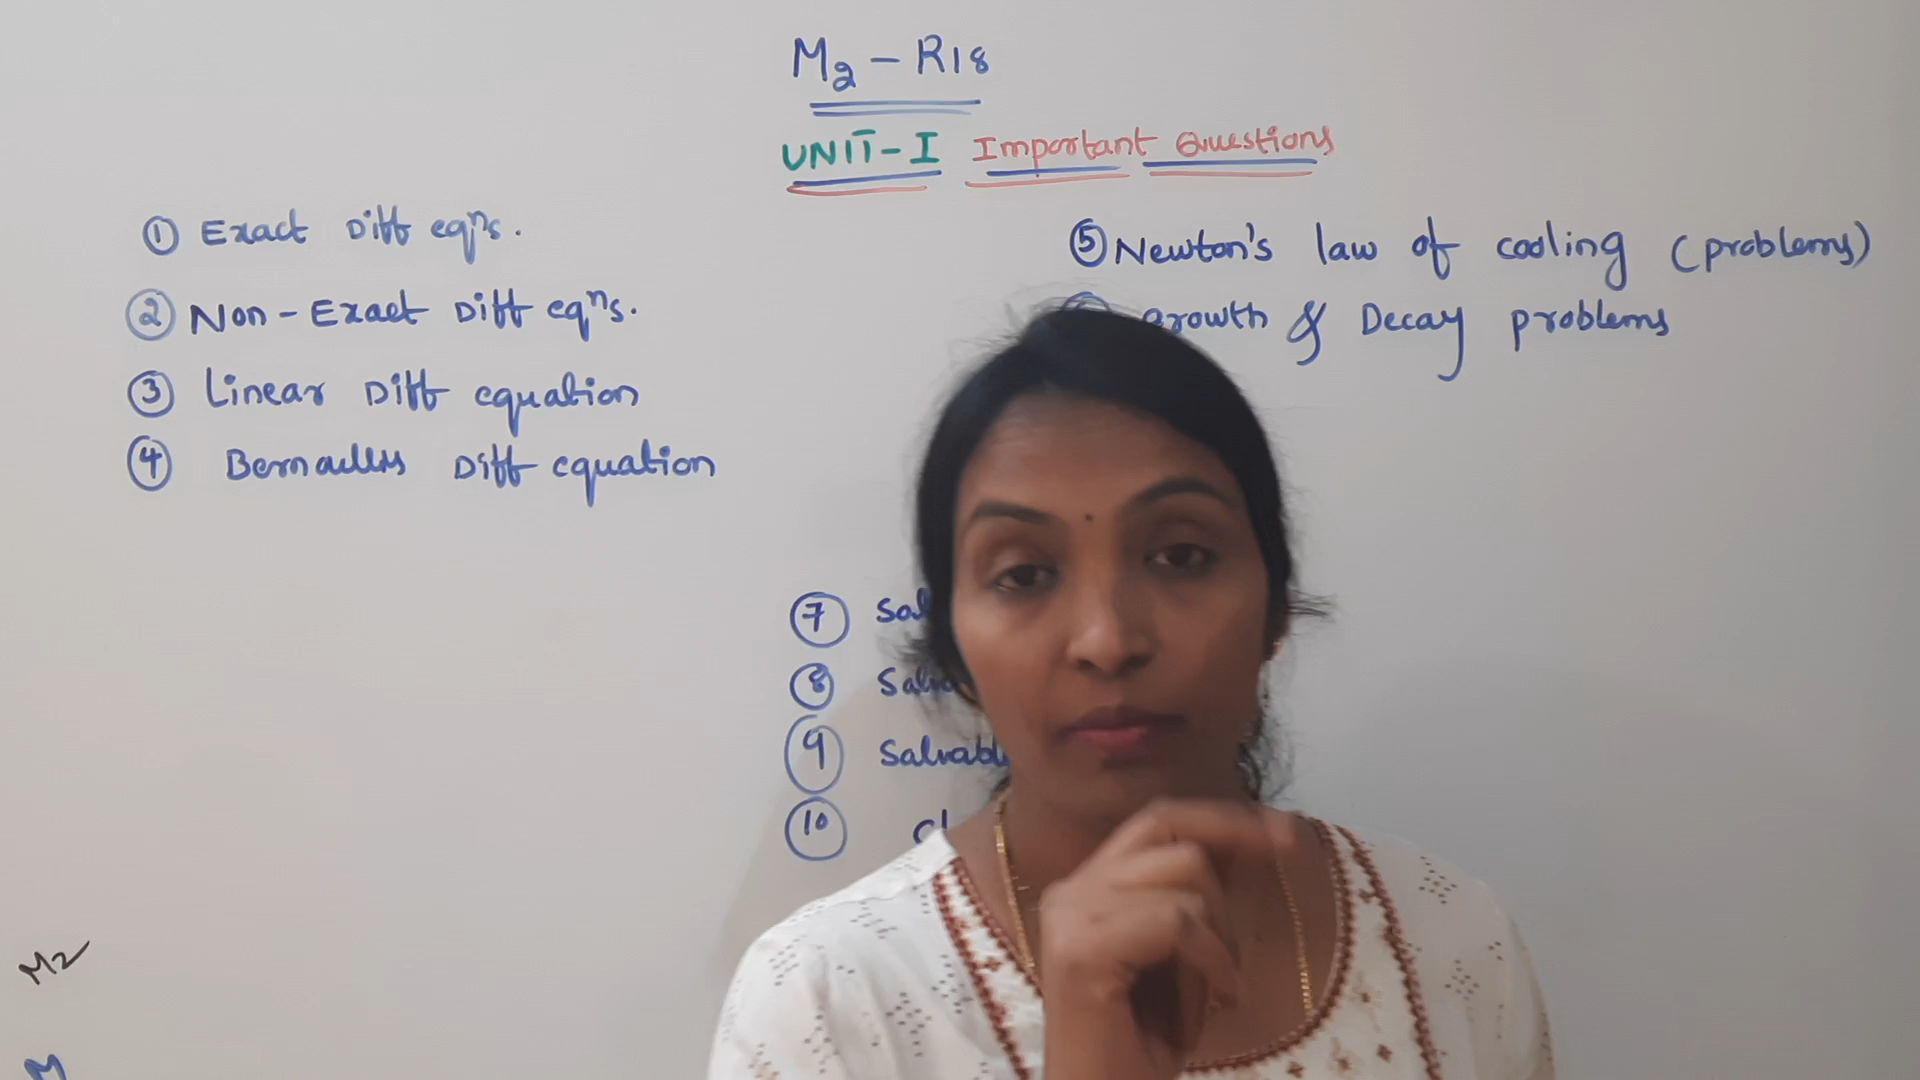 M2 - R18
UNIT-I Important Questions
① Exact Diff eqⁿs.
② Non-Exact Diff eqⁿs.
③ Linear Diff equation
④ Bernoullis Diff equation
⑤ Newton's law of cooling (problems)
growth & Decay problems
⑦
⑧
⑨
⑩
M2
M